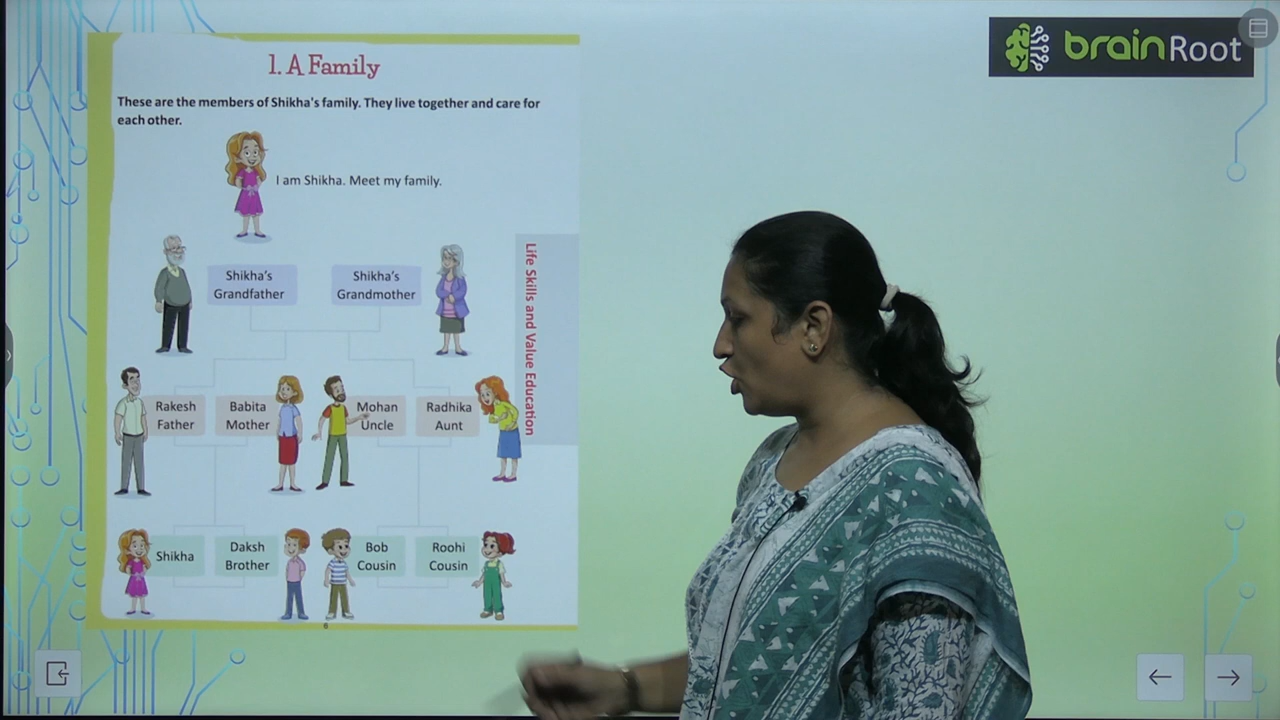 brainRoot
1. A Family
These are the members of Shikha's family. They live together and care for
each other.
I am Shikha. Meet my family.
Shikha's
Grandfather
Shikha's
Grandmother
Life Skills and Value Education
Rakesh
Father
Babita
Mother
Mohan
Uncle
Radhika
Aunt
Shikha
Daksh
Brother
Bob
Cousin
Roohi
Cousin
6